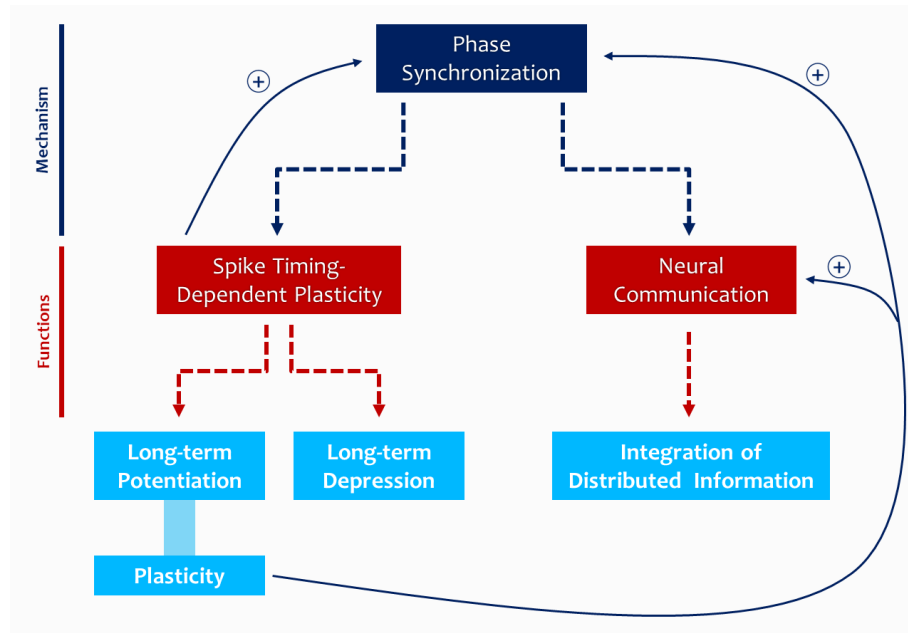 Phase
Synchronization
+
+
Mechanism
Spike Timing-
Dependent Plasticity
Neural
Communication
+
Functions
Long-term
Potentiation
Long-term
Depression
Integration of
Distributed Information
Plasticity